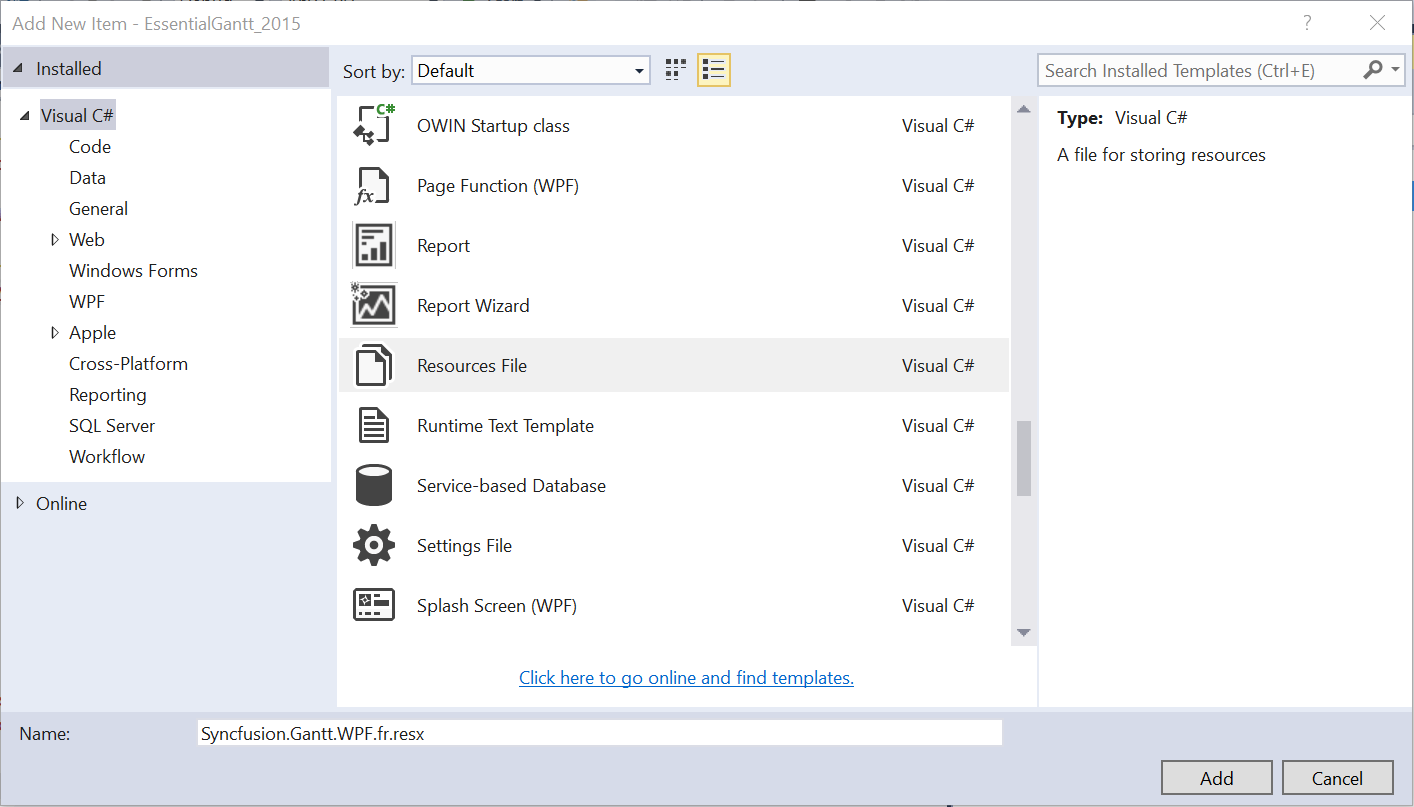 Add New Item - EssentialGantt_2015
?
Installed
Visual C#
Code
Data
General
Web
Windows Forms
WPF
Apple
Cross-Platform
Reporting
SQL Server
Workflow
Online
Sort by: Default
C#
OWIN Startup class Visual C#
fx
Page Function (WPF) Visual C#
Report Visual C#
Report Wizard Visual C#
Resources File Visual C#
Runtime Text Template Visual C#
Service-based Database Visual C#
Settings File Visual C#
Splash Screen (WPF) Visual C#
Click here to go online and find templates.
Search Installed Templates (Ctrl+E)
Type: Visual C#
A file for storing resources
Name: Syncfusion.Gantt.WPF.fr.resx
Add Cancel